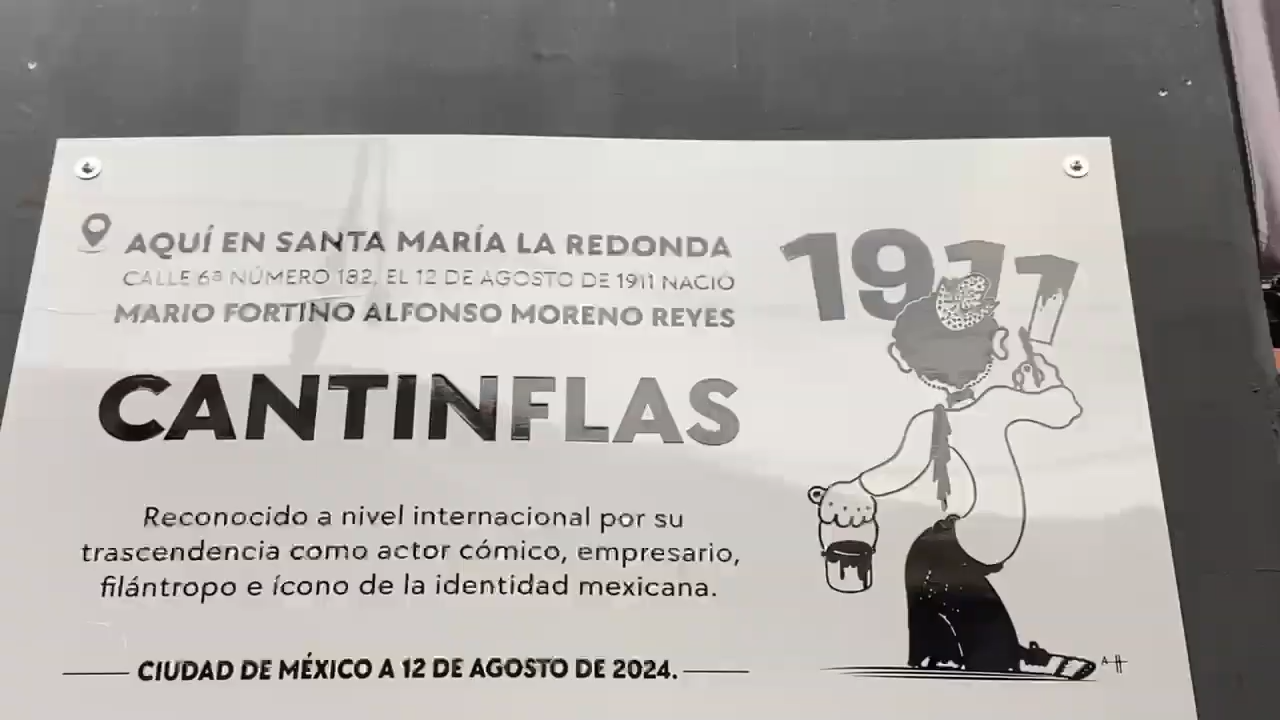 AQUÍ EN SANTA MARÍA LA REDONDA
CALLE 6ª NÚMERO 182, EL 12 DE AGOSTO DE 1911 NACIÓ
MARIO FORTINO ALFONSO MORENO REYES
CANTINFLAS
Reconocido a nivel internacional por su
trascendencia como actor cómico, empresario,
filántropo e ícono de la identidad mexicana.
CIUDAD DE MÉXICO A 12 DE AGOSTO DE 2024.
1911
AH